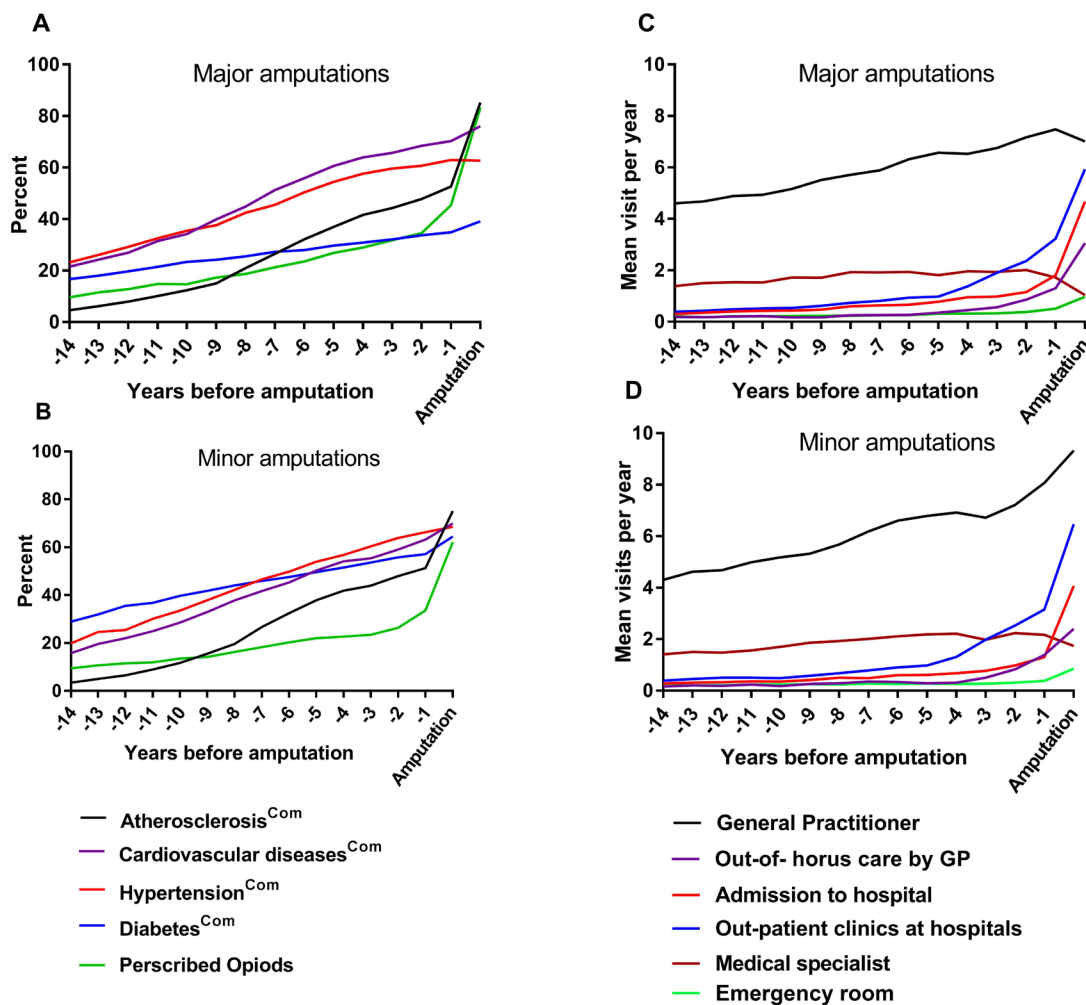 A
Major amputations
Percent
100
80
60
40
20
0
-14 -13 -12 -11 -10 -9 -8 -7 -6 -5 -4 -3 -2 -1 Amputation
Years before amputation
B
Minor amputations
Percent
100
80
60
40
20
0
-14 -13 -12 -11 -10 -9 -8 -7 -6 -5 -4 -3 -2 -1 Amputation
Years before amputation
Atherosclerosis Com
Cardiovascular diseases Com
Hypertension Com
Diabetes Com
Perscribed Opiods
C
Major amputations
Mean visit per year
10
8
6
4
2
0
-14 -13 -12 -11 -10 -9 -8 -7 -6 -5 -4 -3 -2 -1 Amputation
Years before amputation
D
Minor amputations
Mean visits per year
10
8
6
4
2
0
-14 -13 -12 -11 -10 -9 -8 -7 -6 -5 -4 -3 -2 -1 Amputation
Years before amputation
General Practitioner
Out-of- horus care by GP
Admission to hospital
Out-patient clinics at hospitals
Medical specialist
Emergency room